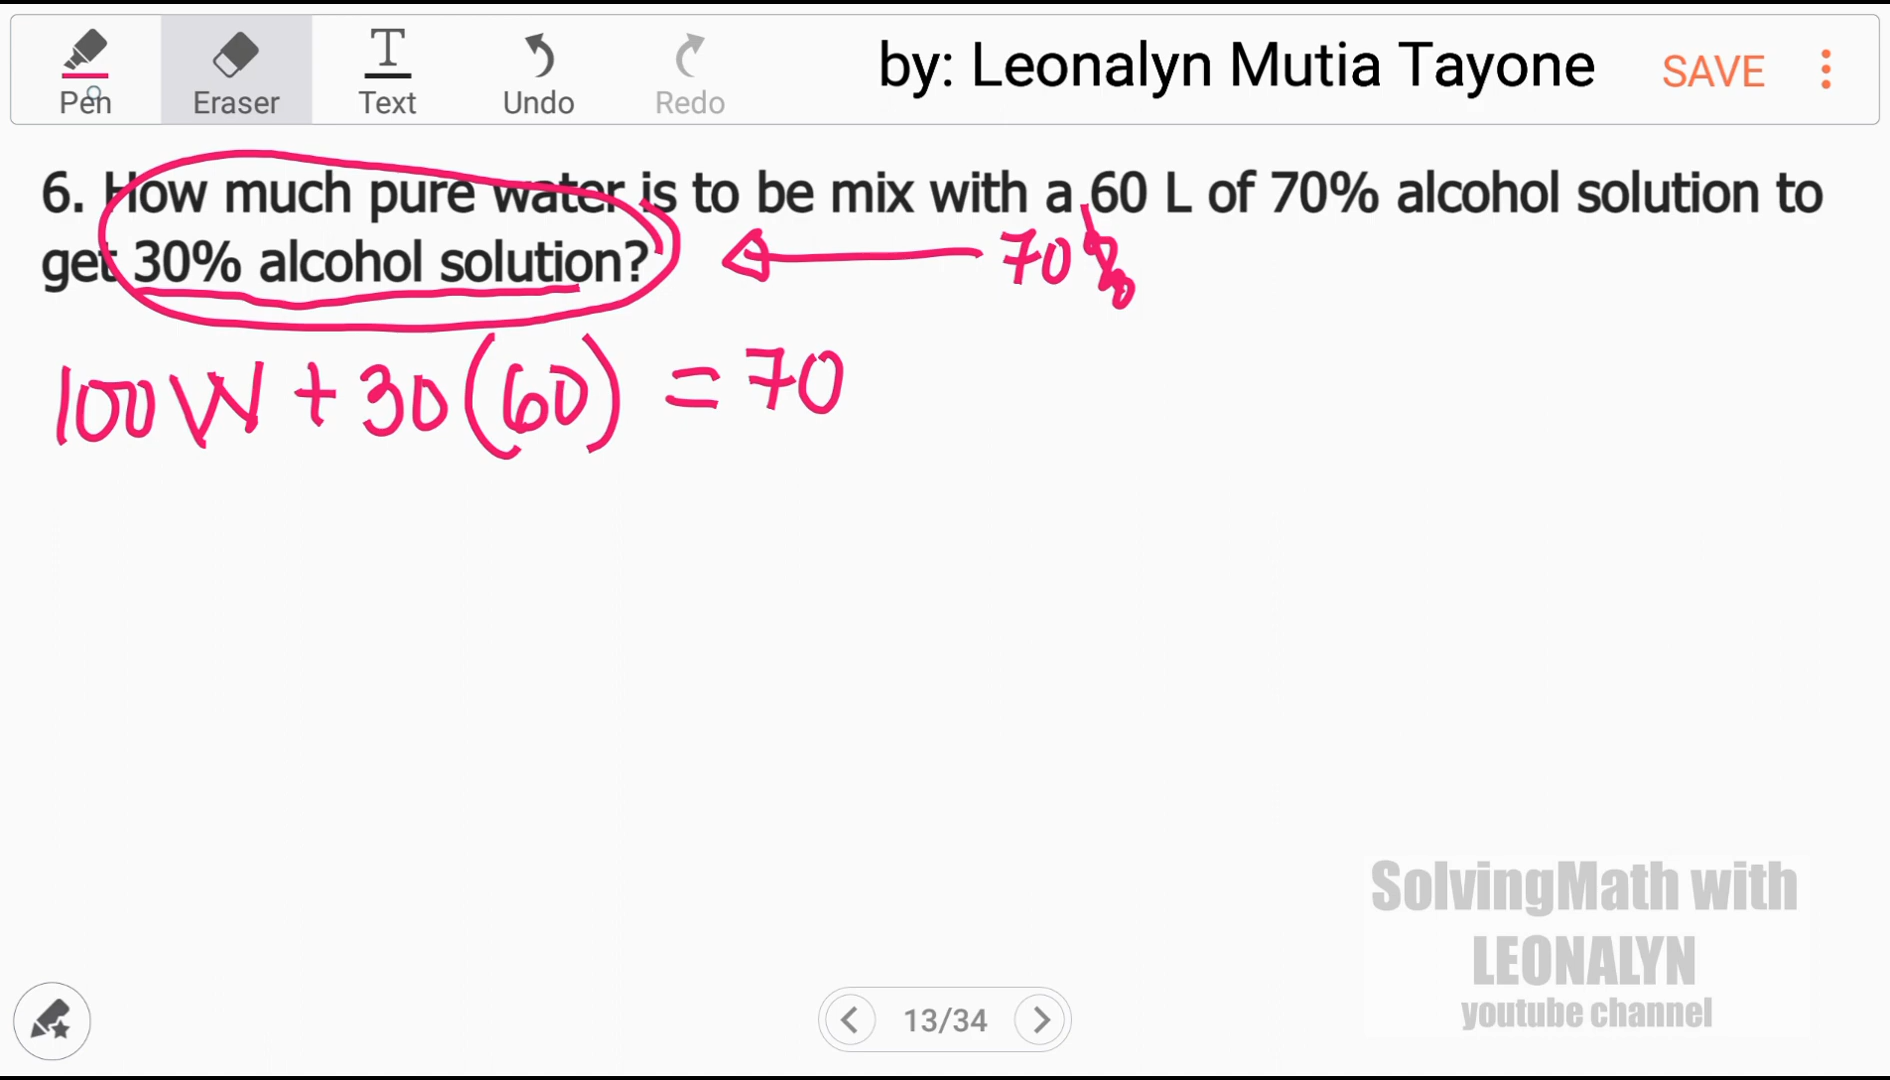 Pen
Eraser
Text
Undo
Redo
by: Leonalyn Mutia Tayone
SAVE
6. How much pure water is to be mix with a 60 L of 70% alcohol solution to
get 30% alcohol solution?
70%
100W + 30(60) = 70
SolvingMath with
LEONALYN
youtube channel
13/34